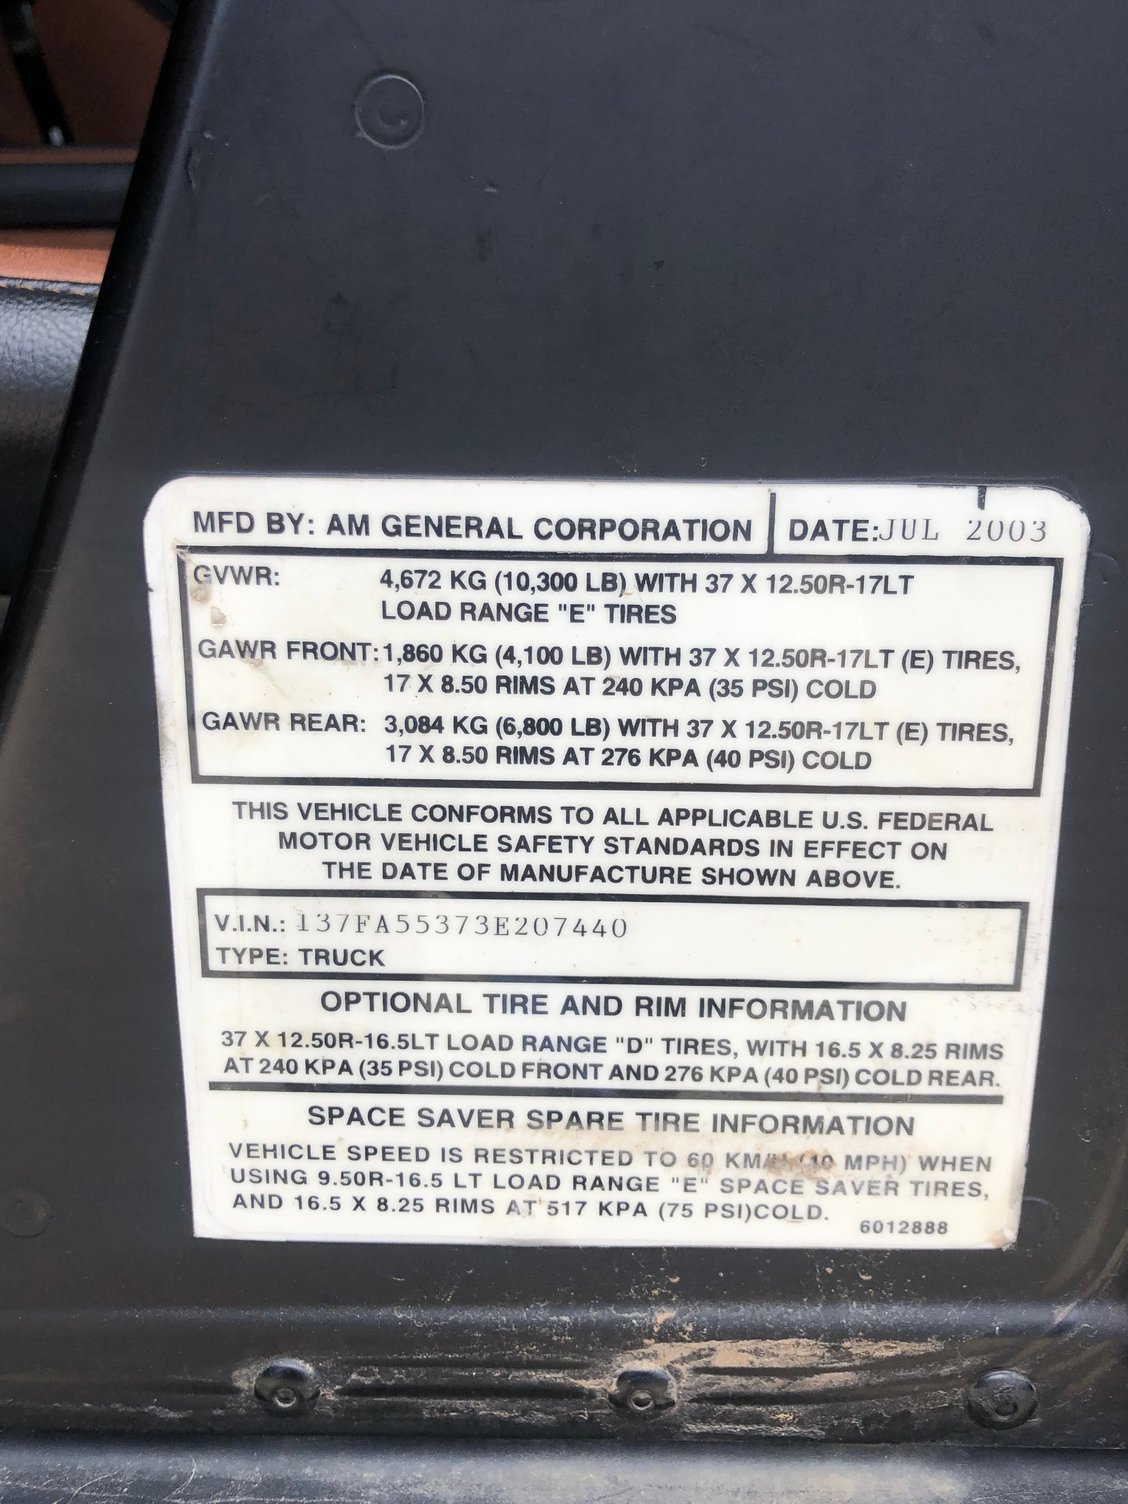 MFD BY: AM GENERAL CORPORATION DATE: JUL 2003
GVWR: 4,672 KG (10,300 LB) WITH 37 X 12.50R-17LT
LOAD RANGE "E" TIRES
GAWR FRONT: 1,860 KG (4,100 LB) WITH 37 X 12.50R-17LT (E) TIRES,
17 X 8.50 RIMS AT 240 KPA (35 PSI) COLD
GAWR REAR: 3,084 KG (6,800 LB) WITH 37 X 12.50R-17LT (E) TIRES,
17 X 8.50 RIMS AT 276 KPA (40 PSI) COLD
THIS VEHICLE CONFORMS TO ALL APPLICABLE U.S. FEDERAL
MOTOR VEHICLE SAFETY STANDARDS IN EFFECT ON
THE DATE OF MANUFACTURE SHOWN ABOVE.
V.I.N.: 137FA55373E207440
TYPE: TRUCK
OPTIONAL TIRE AND RIM INFORMATION
37 X 12.50R-16.5LT LOAD RANGE "D" TIRES, WITH 16.5 X 8.25 RIMS
AT 240 KPA (35 PSI) COLD FRONT AND 276 KPA (40 PSI) COLD REAR.
SPACE SAVER SPARE TIRE INFORMATION
VEHICLE SPEED IS RESTRICTED TO 60 KM/H (40 MPH) WHEN
USING 9.50R-16.5 LT LOAD RANGE "E" SPACE SAVER TIRES,
AND 16.5 X 8.25 RIMS AT 517 KPA (75 PSI)COLD.
6012888